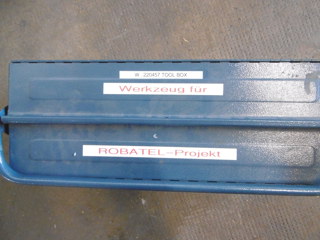 W. 220457 TOOL BOX
Werkzeug für
ROBATEL-Projekt